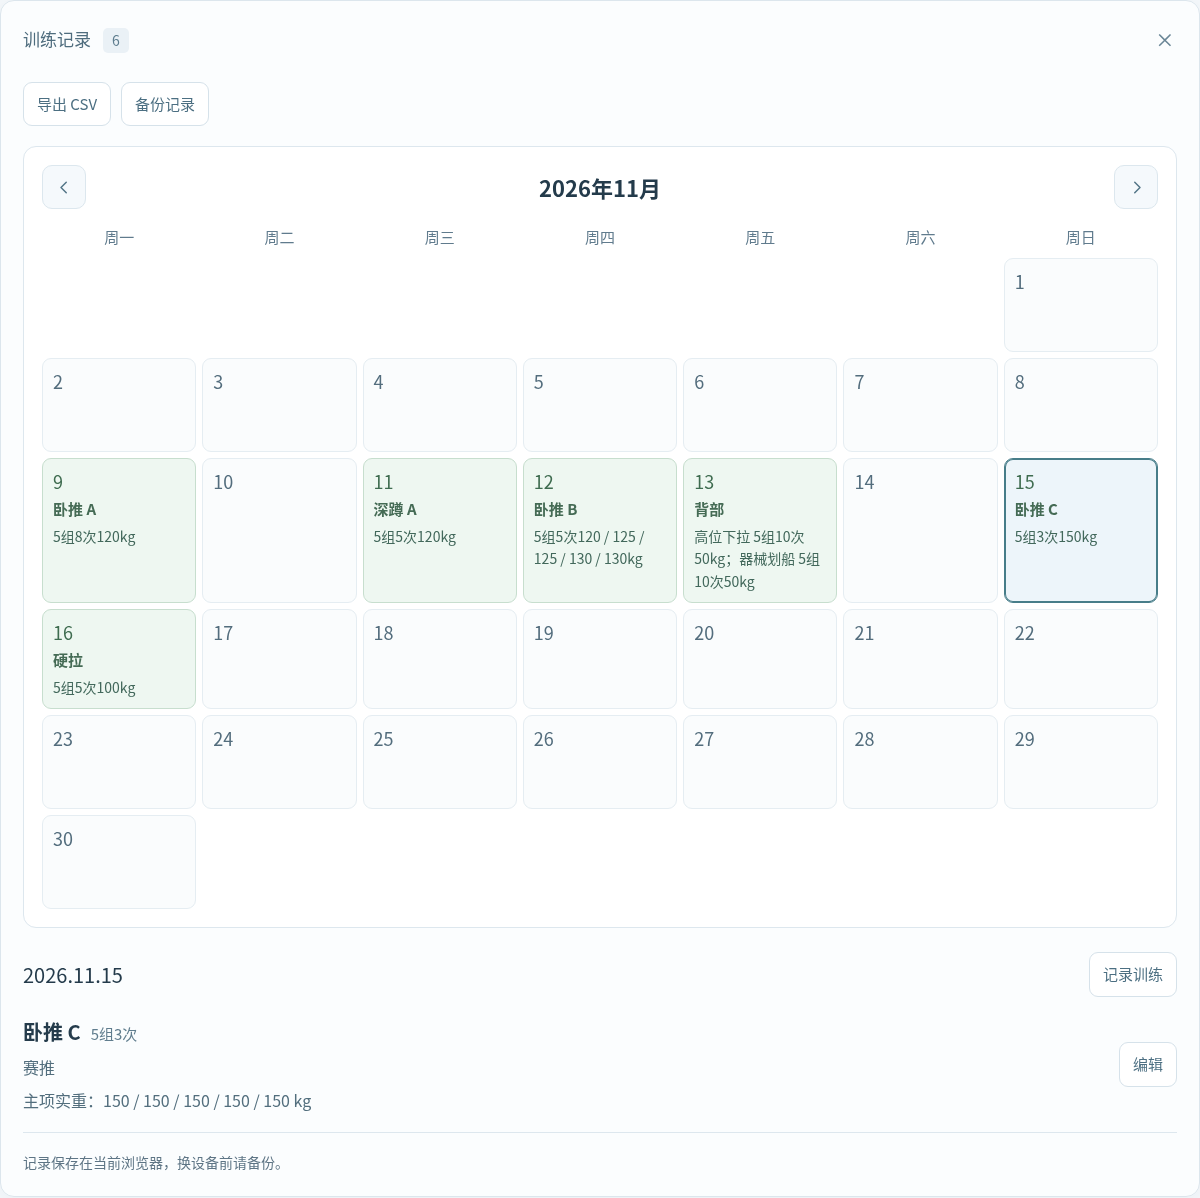 训练记录 6
导出 CSV 备份记录
2026年11月
周一 周二 周三 周四 周五 周六 周日
1
2 3 4 5 6 7 8
9 10 11 12 13 14 15
卧推 A 深蹲 A 卧推 B 背部 卧推 C
5组8次120kg 5组5次120kg 5组5次120 / 125 / 高位下拉 5组10次 5组3次150kg
125 / 130 / 130kg 50kg；器械划船 5组
10次50kg
16 17 18 19 20 21 22
硬拉
5组5次100kg
23 24 25 26 27 28 29
30
2026.11.15 记录训练
卧推 C 5组3次
赛推
编辑
主项实重：150 / 150 / 150 / 150 / 150 kg
记录保存在当前浏览器，换设备前请备份。